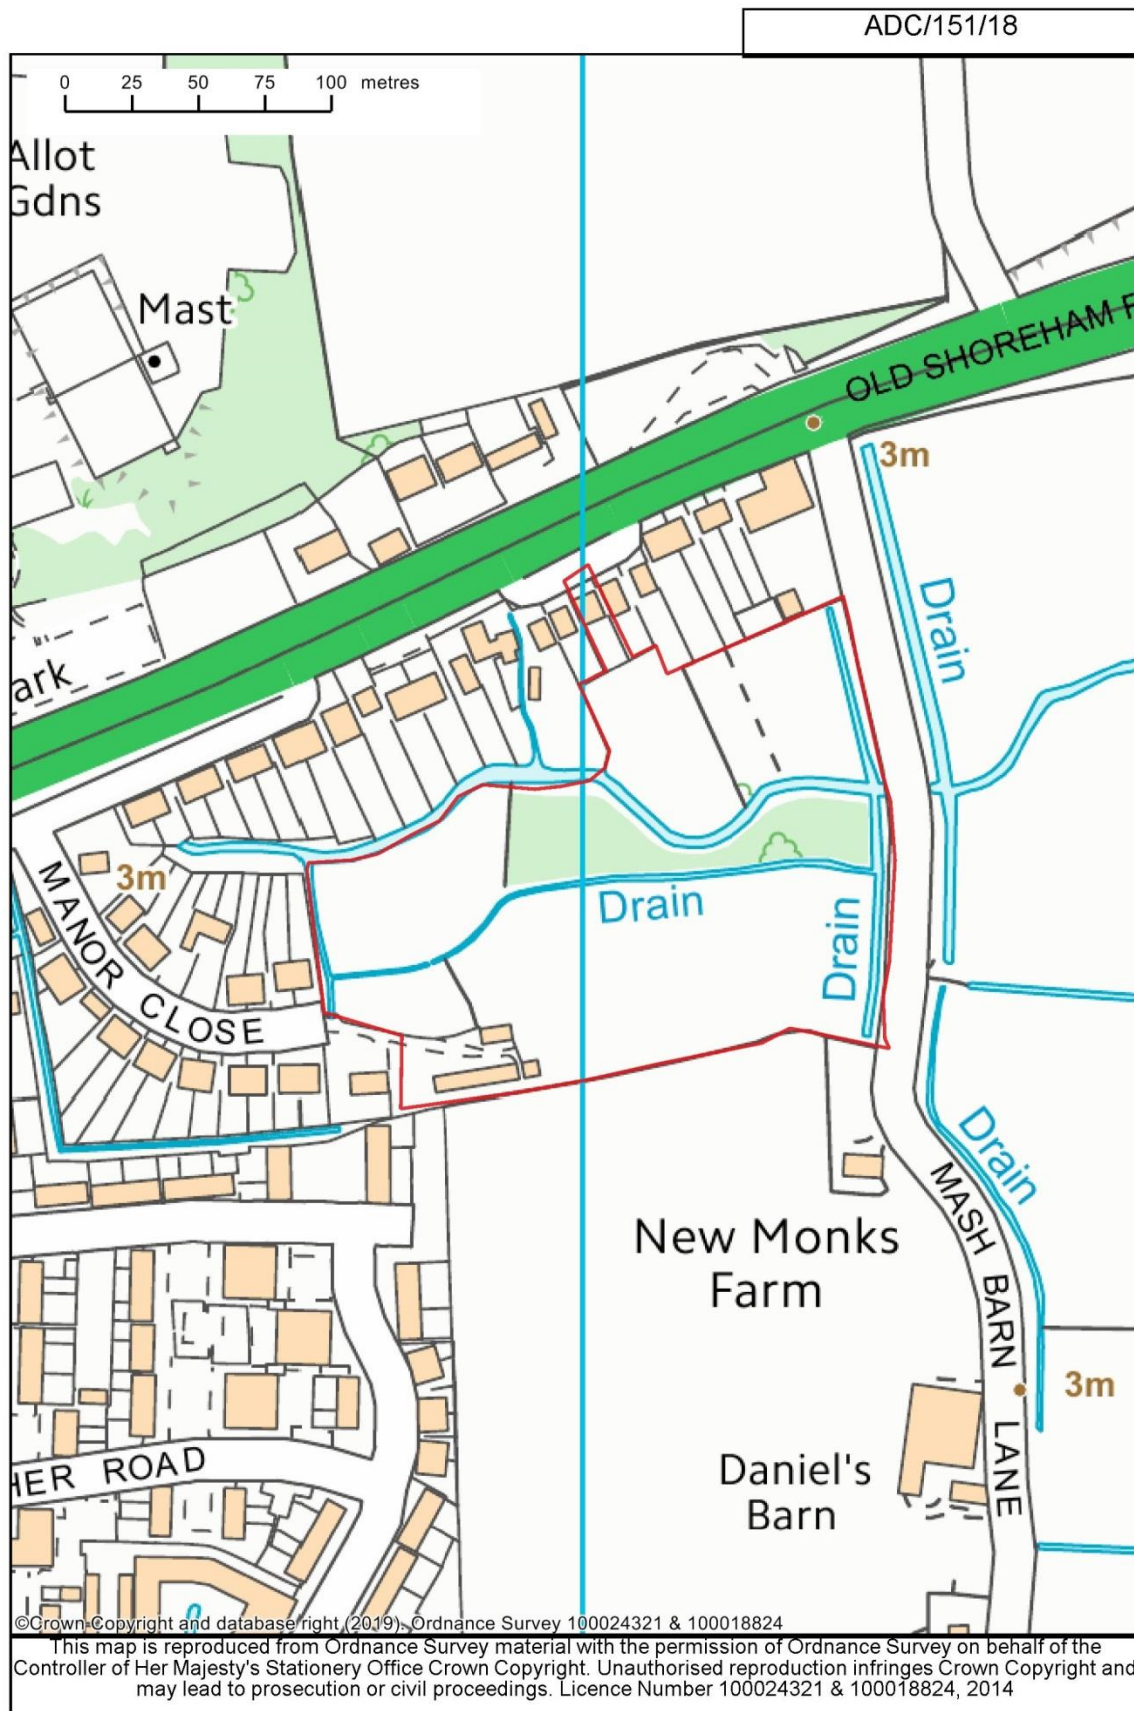 ADC/151/18
0 25 50 75 100 metres
Allot
Gdns
Mast
OLD SHOREHAM R
3m
Drain
ark
3m
MANOR CLOSE
Drain
Drain
Drain
New Monks
Farm
MASH BARN LANE
3m
Daniel's
Barn
HER ROAD
©Crown Copyright and database right (2019). Ordnance Survey 100024321 & 100018824
This map is reproduced from Ordnance Survey material with the permission of Ordnance Survey on behalf of the
Controller of Her Majesty's Stationery Office Crown Copyright. Unauthorised reproduction infringes Crown Copyright and
may lead to prosecution or civil proceedings. Licence Number 100024321 & 100018824, 2014